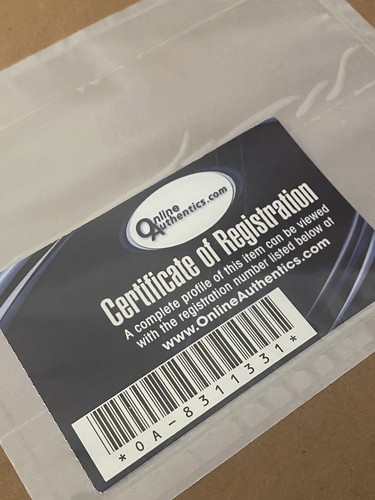 Online
Authentics.com
Certificate of Registration
A complete profile of this item can be viewed
with the registration number listed below at
www.OnlineAuthentics.com
*OA-8311331*